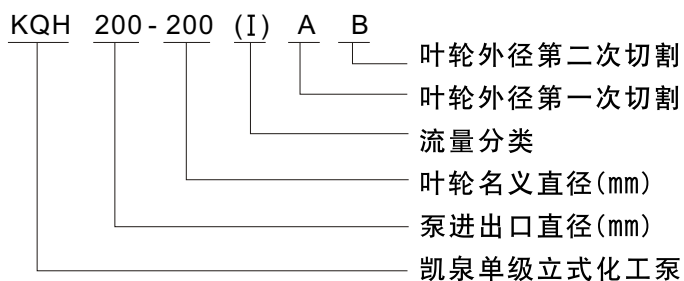 KQH 200-200 (I) A B
叶轮外径第二次切割
叶轮外径第一次切割
流量分类
叶轮名义直径(mm)
泵进出口直径(mm)
凯泉单级立式化工泵